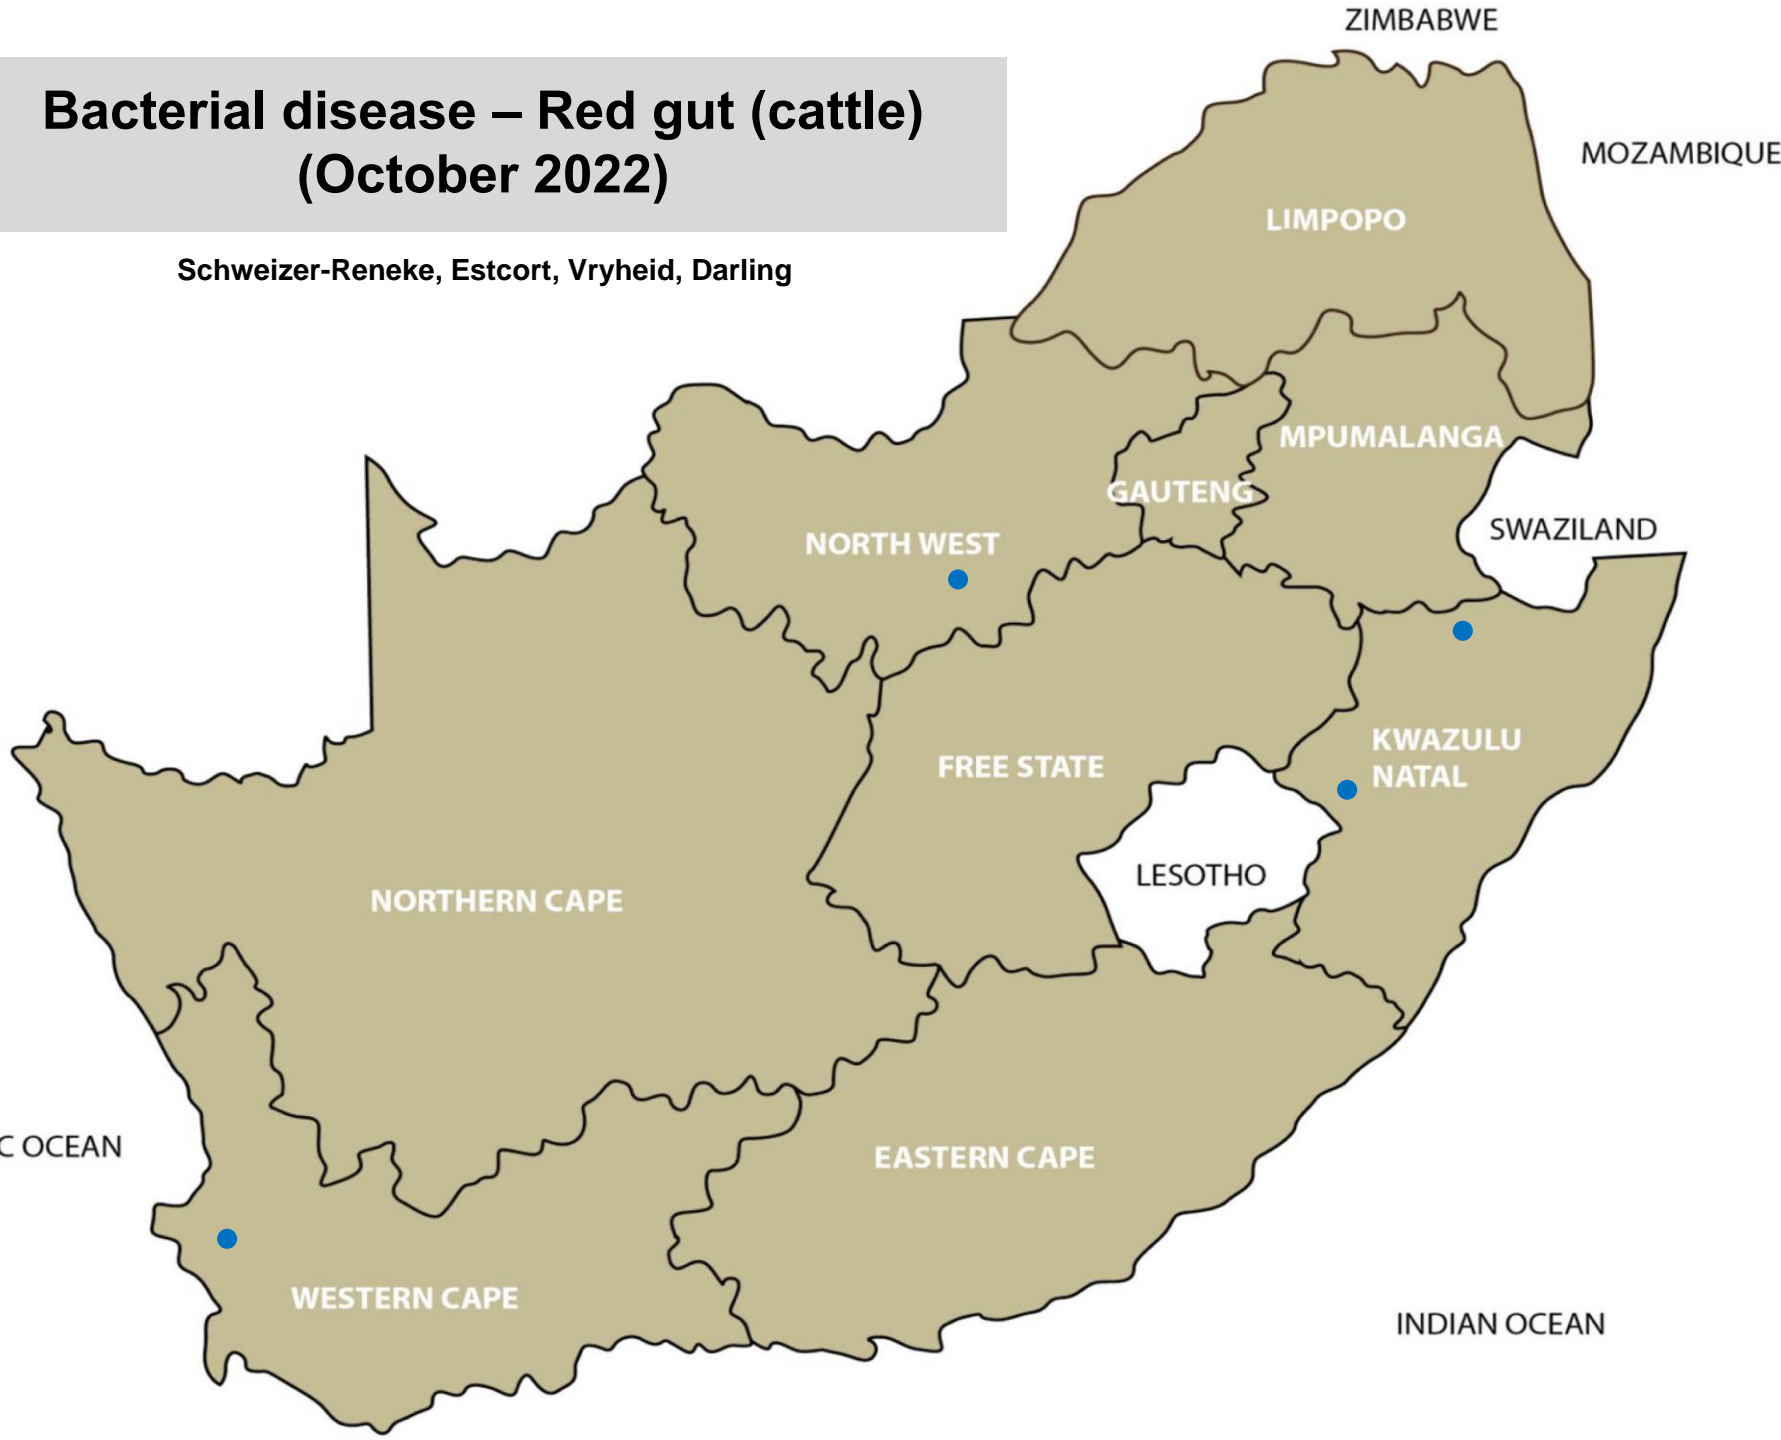 ZIMBABWE
Bacterial disease – Red gut (cattle)
(October 2022)
MOZAMBIQUE
LIMPOPO
Schweizer-Reneke, Estcort, Vryheid, Darling
MPUMALANGA
GAUTENG
SWAZILAND
NORTH WEST
KWAZULU
NATAL
FREE STATE
LESOTHO
NORTHERN CAPE
C OCEAN
EASTERN CAPE
WESTERN CAPE
INDIAN OCEAN